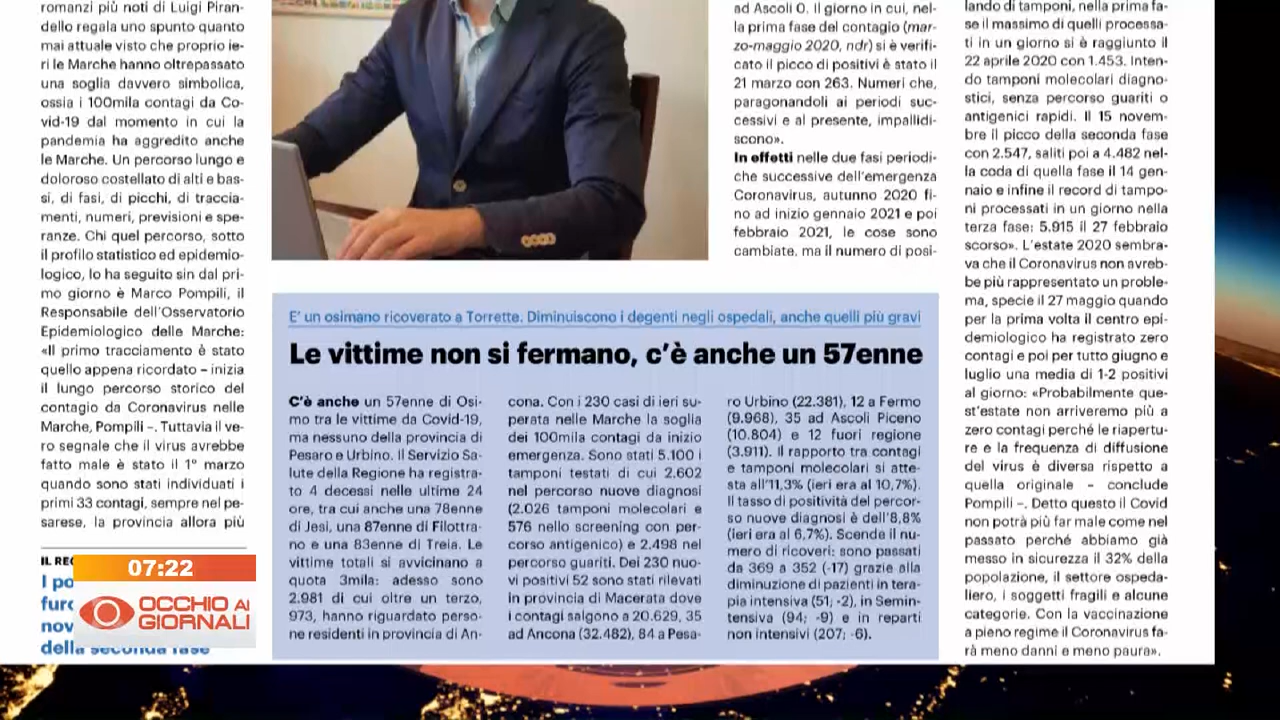 romanzi più noti di Luigi Piran-
dello regala uno spunto quanto
mai attuale visto che proprio ie-
ri le Marche hanno oltrepassato
una soglia davvero simbolica,
ossia i 100mila contagi da Co-
vid-19 dal momento in cui la
pandemia ha aggredito anche
le Marche. Un percorso lungo e
doloroso costellato di alti e bas-
si, di fasi, di picchi, di traccia-
menti, numeri, previsioni e spe-
ranze. Chi quel percorso, sotto
il profilo statistico ed epidemio-
logico, lo ha seguito sin dal pri-
mo giorno è Marco Pompili, il
Responsabile dell'Osservatorio
Epidemiologico delle Marche:
«Il primo tracciamento è stato
quello appena ricordato – inizia
il lungo percorso storico del
contagio da Coronavirus nelle
Marche, Pompili –. Tuttavia il ve-
ro segnale che il virus avrebbe
fatto male è stato il 1° marzo
quando sono stati individuati i
primi 33 contagi, sempre nel pe-
sarese, la provincia allora più
IL REC
I po
furc
nov
della seconda fase
07:22
OCCHIO AI
GIORNALI
E' un osimano ricoverato a Torrette. Diminuiscono i degenti negli ospedali, anche quelli più gravi
Le vittime non si fermano, c'è anche un 57enne
C'è anche un 57enne di Osi-
mo tra le vittime da Covid-19,
ma nessuno della provincia di
Pesaro e Urbino. Il Servizio Sa-
lute della Regione ha registra-
to 4 decessi nelle ultime 24
ore, tra cui anche una 78enne
di Jesi, una 87enne di Filottra-
no e una 83enne di Treia. Le
vittime totali si avvicinano a
quota 3mila: adesso sono
2.981 di cui oltre un terzo,
973, hanno riguardato perso-
ne residenti in provincia di An-
cona. Con i 230 casi di ieri su-
perata nelle Marche la soglia
dei 100mila contagi da inizio
emergenza. Sono stati 5.100 i
tamponi testati di cui 2.602
nel percorso nuove diagnosi
(2.026 tamponi molecolari e
576 nello screening con per-
corso antigenico) e 2.498 nel
percorso guariti. Dei 230 nuo-
vi positivi 52 sono stati rilevati
in provincia di Macerata dove
i contagi salgono a 20.629, 35
ad Ancona (32.482), 84 a Pesa-
ro Urbino (22.381), 12 a Fermo
(9.968), 35 ad Ascoli Piceno
(10.804) e 12 fuori regione
(3.911). Il rapporto tra contagi
e tamponi molecolari si atte-
sta all'11,3% (ieri era al 10,7%).
Il tasso di positività del percor-
so nuove diagnosi è dell'8,8%
(ieri era al 6,7%). Scende il nu-
mero di ricoveri: sono passati
da 369 a 352 (-17) grazie alla
diminuzione di pazienti in tera-
pia intensiva (51; -2), in Semin-
tensiva (94; -9) e in reparti
non intensivi (207; -6).
ad Ascoli 0. Il giorno in cui, nel-
la prima fase del contagio (mar-
zo-maggio 2020, ndr) si è verifi-
cato il picco di positivi è stato il
21 marzo con 263. Numeri che,
paragonandoli ai periodi suc-
cessivi e al presente, impallidi-
scono».
In effetti nelle due fasi periodi-
che successive dell'emergenza
Coronavirus, autunno 2020 fi-
no ad inizio gennaio 2021 e poi
febbraio 2021, le cose sono
cambiate, ma il numero di posi-
lando di tamponi, nella prima fa-
se il massimo di quelli processa-
ti in un giorno si è raggiunto il
22 aprile 2020 con 1.453. Inten-
do tamponi molecolari diagno-
stici, senza percorso guariti o
antigenici rapidi. Il 15 novem-
bre il picco della seconda fase
con 2.547, saliti poi a 4.482 nel-
la coda di quella fase il 14 gen-
naio e infine il record di tampo-
ni processati in un giorno nella
terza fase: 5.915 il 27 febbraio
scorso». L'estate 2020 sembra-
va che il Coronavirus non avreb-
be più rappresentato un proble-
ma, specie il 27 maggio quando
per la prima volta il centro epi-
demiologico ha registrato zero
contagi e poi per tutto giugno e
luglio una media di 1-2 positivi
al giorno: «Probabilmente que-
st'estate non arriveremo più a
zero contagi perché le riapertu-
re e la frequenza di diffusione
del virus è diversa rispetto a
quella originale – conclude
Pompili –. Detto questo il Covid
non potrà più far male come nel
passato perché abbiamo già
messo in sicurezza il 32% della
popolazione, il settore ospeda-
liero, i soggetti fragili e alcune
categorie. Con la vaccinazione
a pieno regime il Coronavirus fa-
rà meno danni e meno paura».